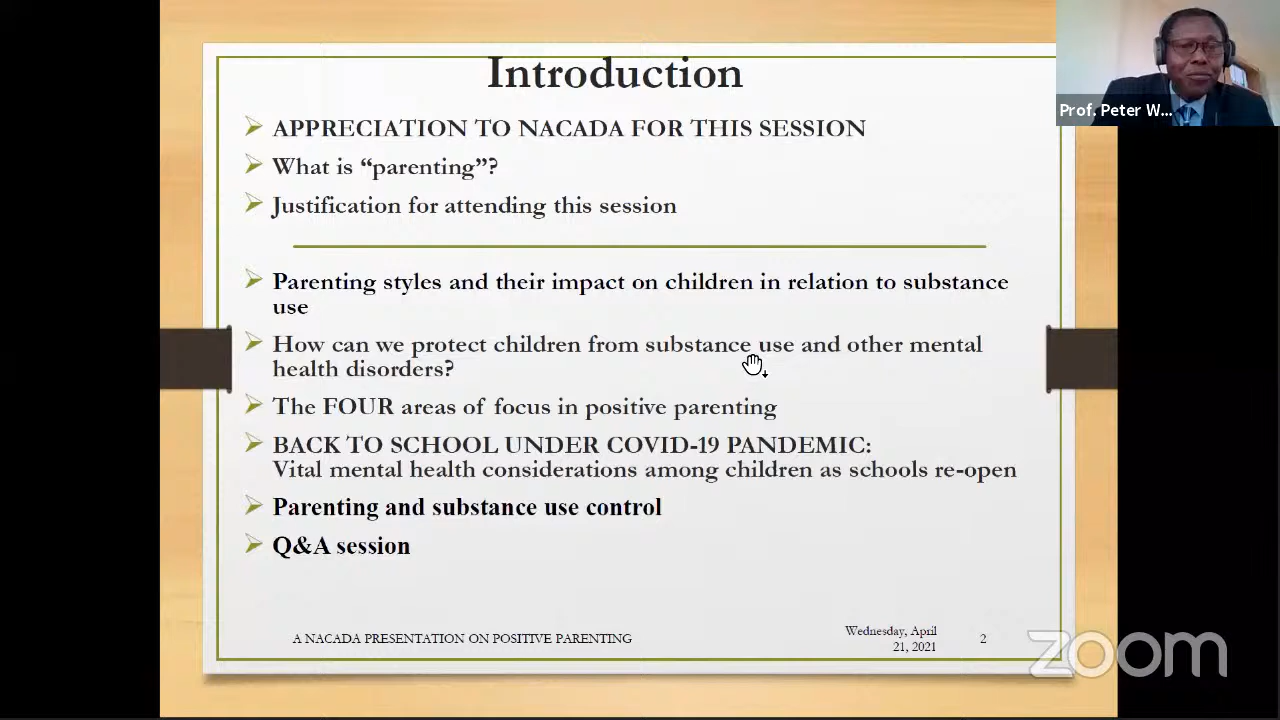 Introduction
APPRECIATION TO NACADA FOR THIS SESSION
What is “parenting”?
Justification for attending this session
Parenting styles and their impact on children in relation to substance
use
How can we protect children from substance use and other mental
health disorders?
The FOUR areas of focus in positive parenting
BACK TO SCHOOL UNDER COVID-19 PANDEMIC:
Vital mental health considerations among children as schools re-open
Parenting and substance use control
Q&A session
A NACADA PRESENTATION ON POSITIVE PARENTING
Wednesday, April
21, 2021
2
Prof. Peter W...
zoom